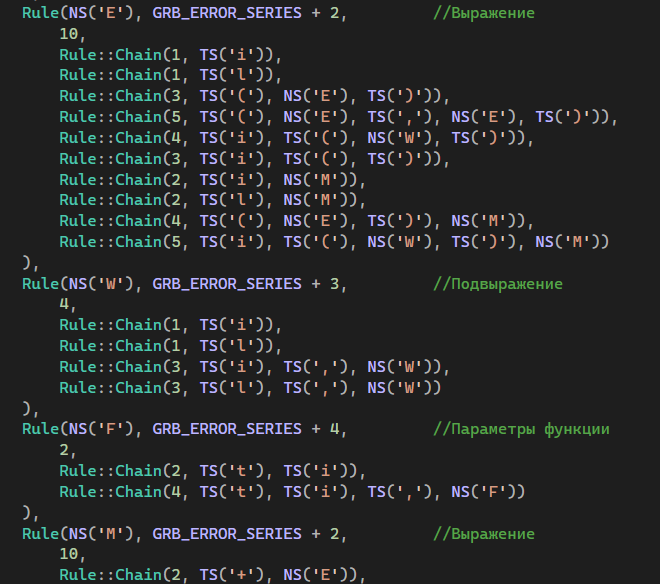 Rule(NS('E'), GRB_ERROR_SERIES + 2, //Выражение
10,
Rule::Chain(1, TS('i')),
Rule::Chain(1, TS('l')),
Rule::Chain(3, TS('('), NS('E'), TS(')')),
Rule::Chain(5, TS('('), NS('E'), TS(','), NS('E'), TS(')')),
Rule::Chain(4, TS('i'), TS('('), NS('W'), TS(')')),
Rule::Chain(3, TS('i'), TS('('), TS(')')),
Rule::Chain(2, TS('i'), NS('M')),
Rule::Chain(2, TS('l'), NS('M')),
Rule::Chain(4, TS('('), NS('E'), TS(')'), NS('M')),
Rule::Chain(5, TS('i'), TS('('), NS('W'), TS(')'), NS('M'))
),
Rule(NS('W'), GRB_ERROR_SERIES + 3, //Подвыражение
4,
Rule::Chain(1, TS('i')),
Rule::Chain(1, TS('l')),
Rule::Chain(3, TS('i'), TS(','), NS('W')),
Rule::Chain(3, TS('l'), TS(','), NS('W'))
),
Rule(NS('F'), GRB_ERROR_SERIES + 4, //Параметры функции
2,
Rule::Chain(2, TS('t'), TS('i')),
Rule::Chain(4, TS('t'), TS('i'), TS(','), NS('F'))
),
Rule(NS('M'), GRB_ERROR_SERIES + 2, //Выражение
10,
Rule::Chain(2, TS('+'), NS('E')),